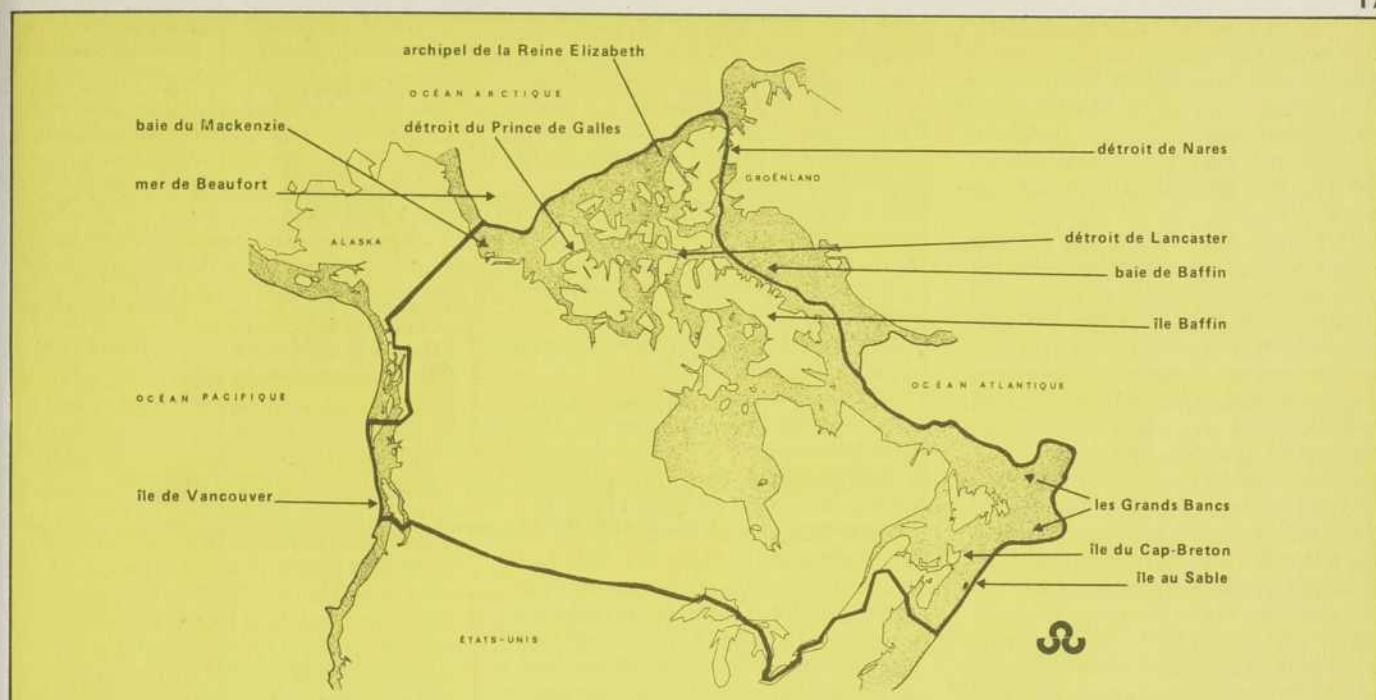 archipel de la Reine Élizabeth
OCÉAN ARCTIQUE
baie du Mackenzie
détroit du Prince de Galles
détroit de Nares
mer de Beaufort
GROËNLAND
ALASKA
détroit de Lancaster
baie de Baffin
île Baffin
OCÉAN ATLANTIQUE
OCÉAN PACIFIQUE
île de Vancouver
les Grands Bancs
île du Cap-Breton
île au Sable
ÉTATS-UNIS